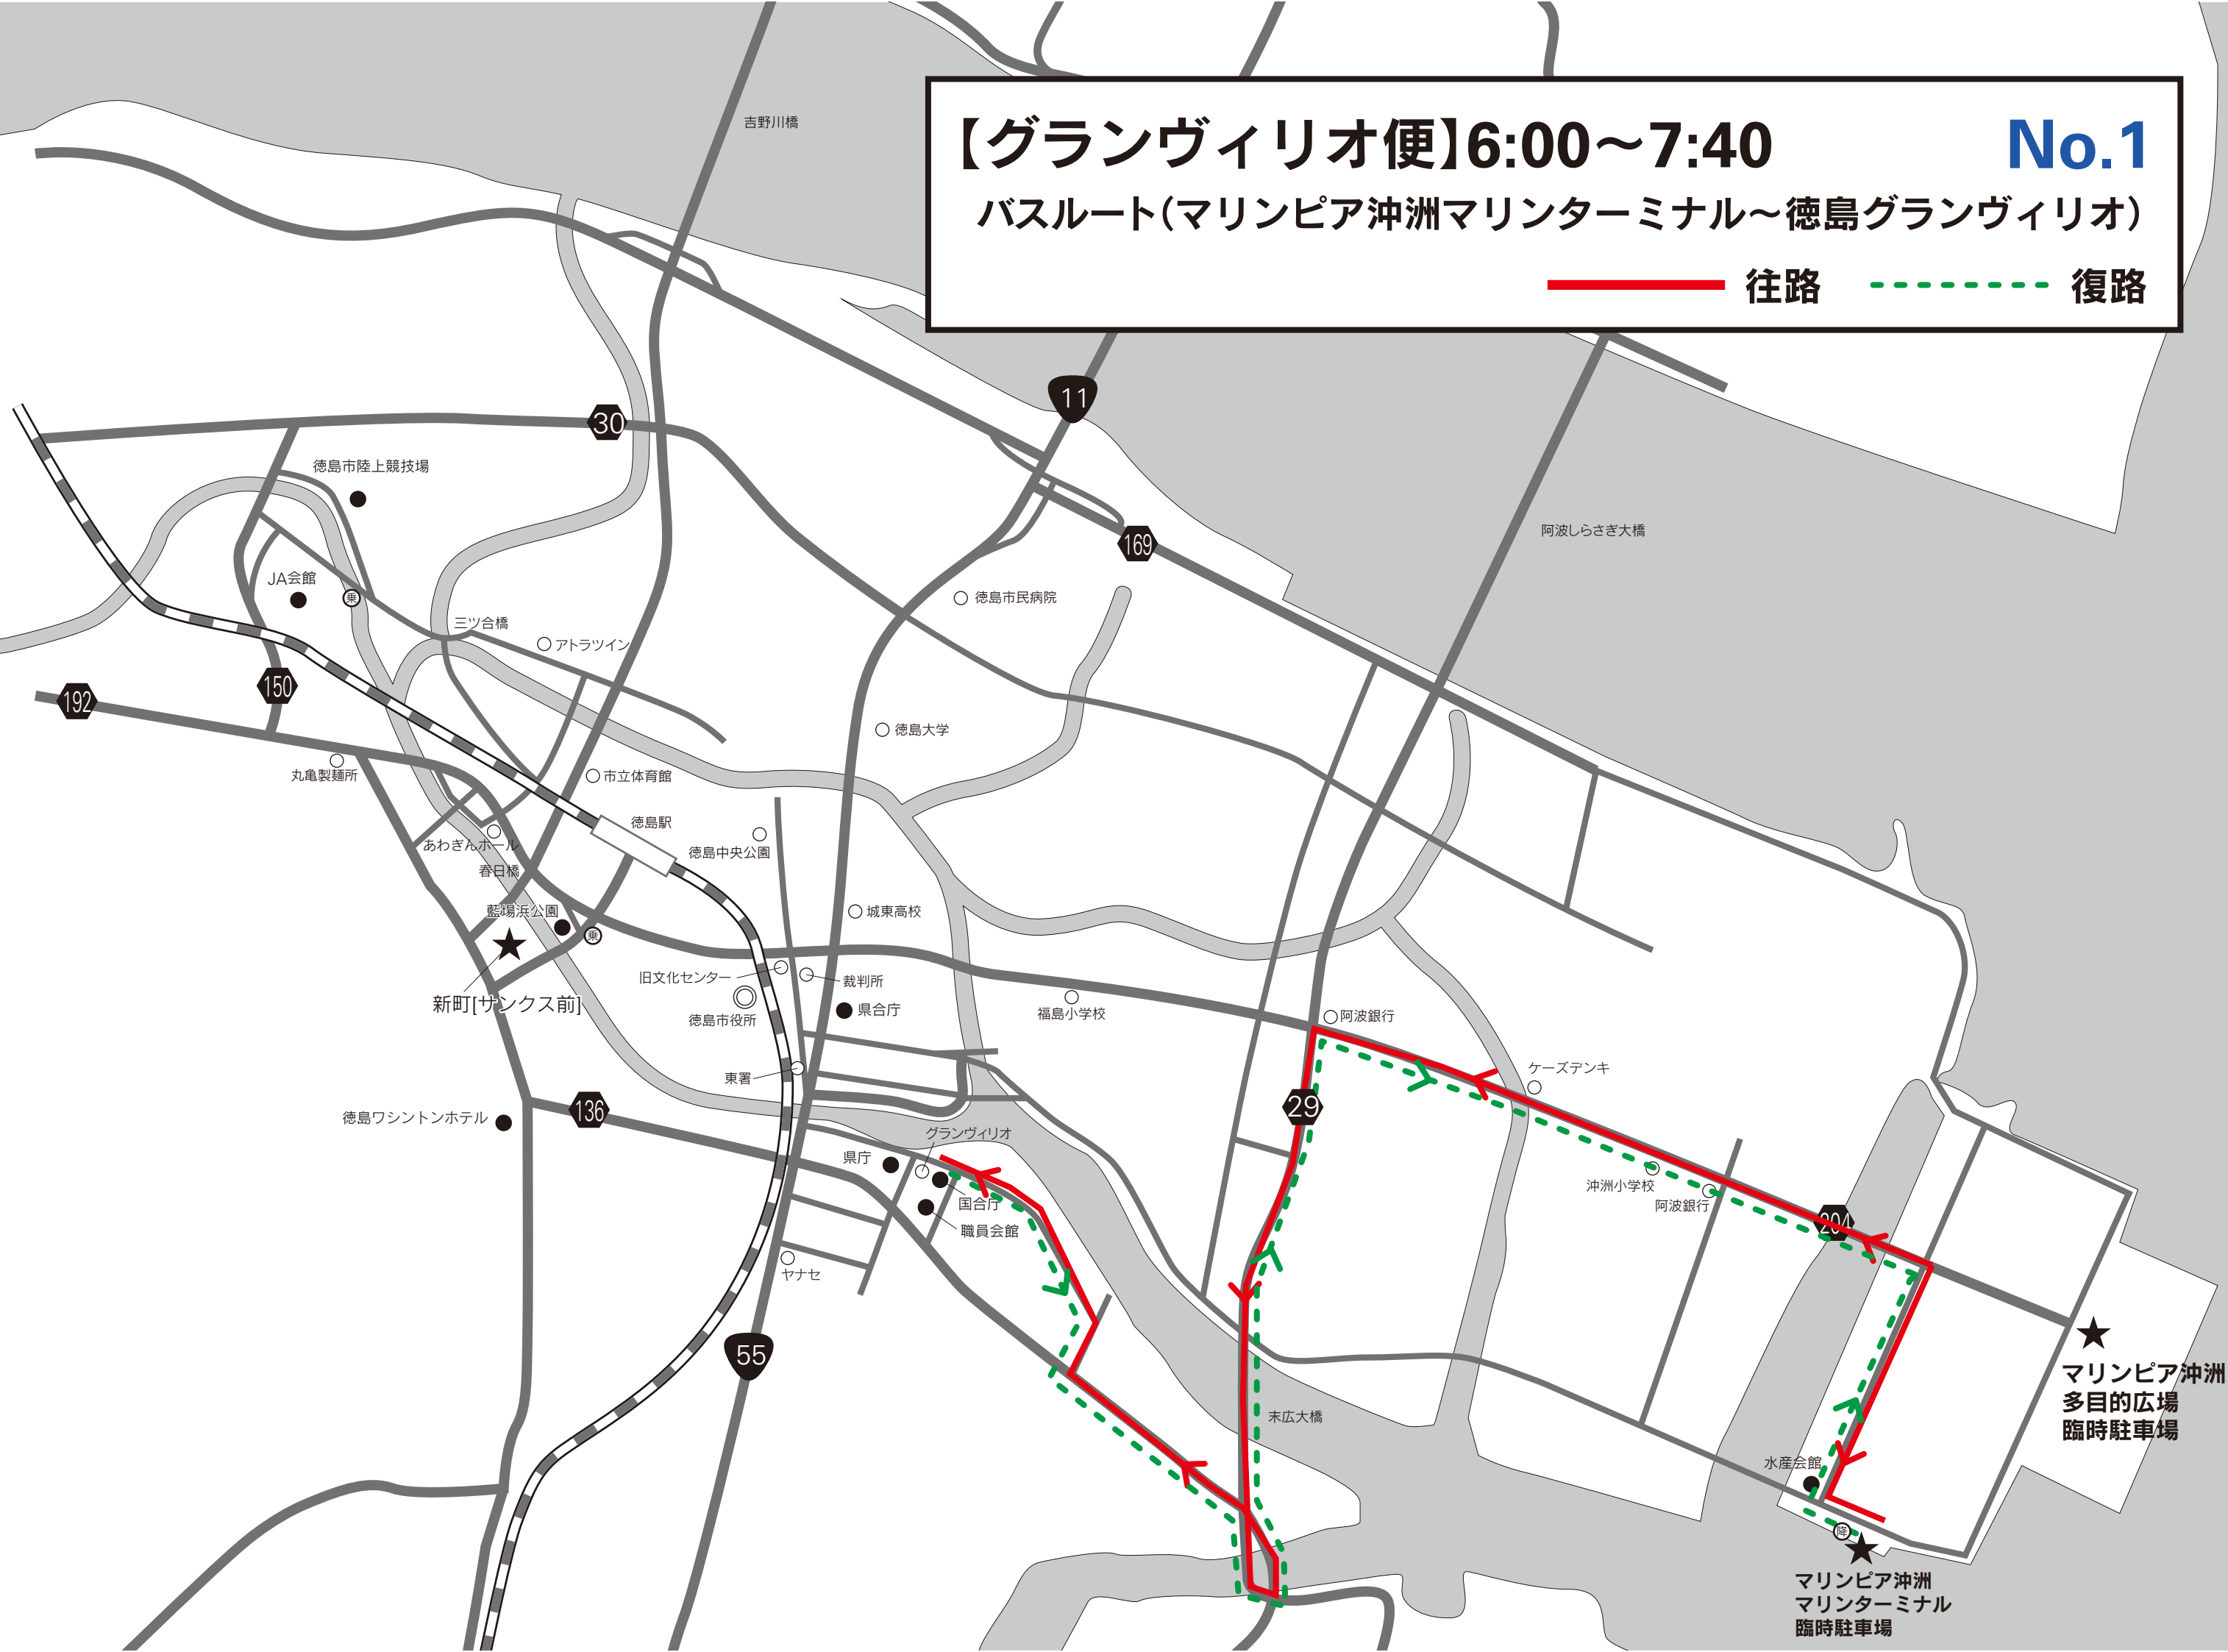 吉野川橋
【グランヴィリオ便】6:00～7:40
No.1
バスルート(マリンピア沖洲マリンターミナル～徳島グランヴィリオ)
往路
復路
11
30
徳島市陸上競技場
阿波しらさぎ大橋
169
JA会館
乗
徳島市民病院
三ツ合橋
アトラツイン
150
192
徳島大学
丸亀製麺所
市立体育館
徳島駅
あわぎんホール
徳島中央公園
春日橋
藍場浜公園
乗
城東高校
旧文化センター
裁判所
新町[サンクス前]
県合庁
徳島市役所
福島小学校
阿波銀行
東署
ケーズデンキ
136
29
徳島ワシントンホテル
グランヴィリオ
県庁
国合庁
職員会館
沖洲小学校
阿波銀行
204
ヤナセ
55
マリンピア沖洲
多目的広場
臨時駐車場
末広大橋
水産会館
降
マリンピア沖洲
マリンターミナル
臨時駐車場